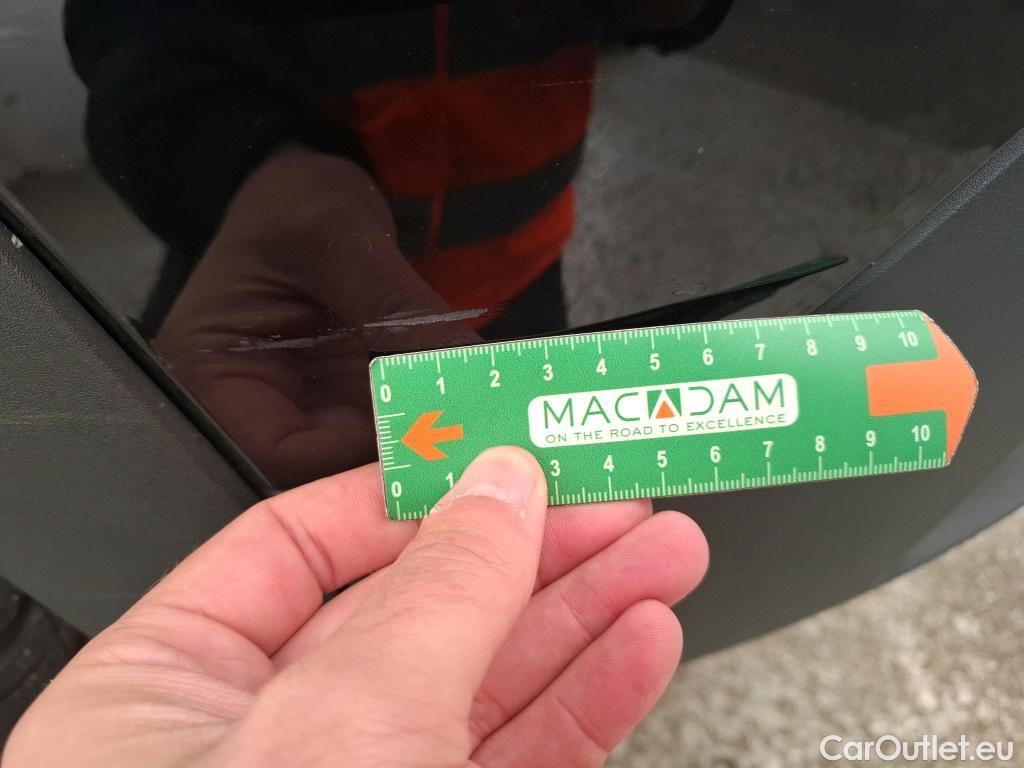 0 1 2 3 4 5 6 7 8 9 10
MACADAM
ON THE ROAD TO EXCELLENCE
0 1 3 4 5 6 7 8 9 10
CarOutlet.eu